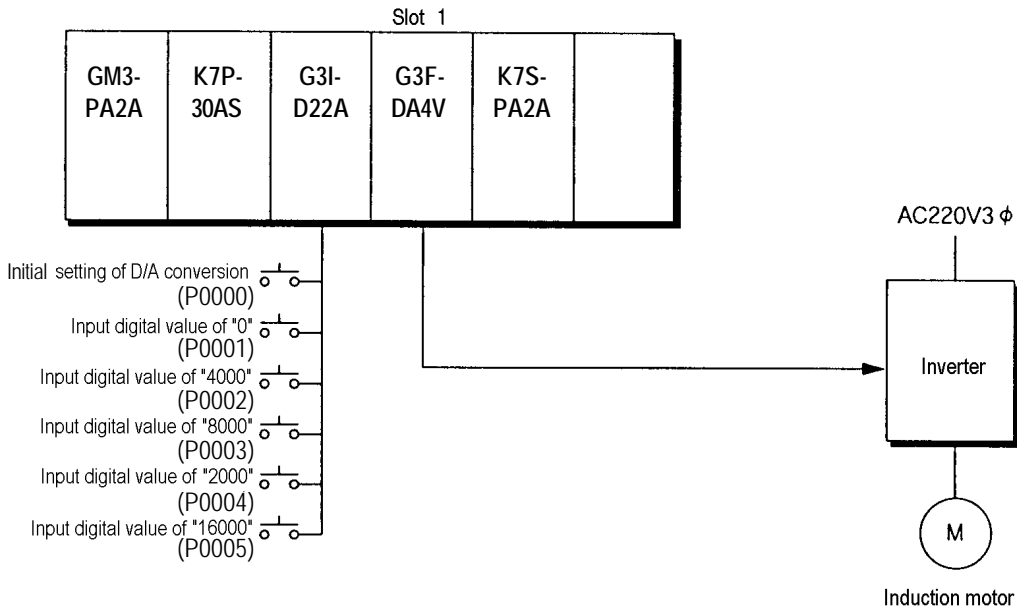 Slot 1
GM3-
PA2A
K7P-
30AS
G3I-
D22A
G3F-
DA4V
K7S-
PA2A
AC220V3 ϕ
Initial setting of D/A conversion
(P0000)
Input digital value of "0"
(P0001)
Input digital value of "4000"
(P0002)
Input digital value of "8000"
(P0003)
Input digital value of "2000"
(P0004)
Input digital value of "16000"
(P0005)
Inverter
M
Induction motor